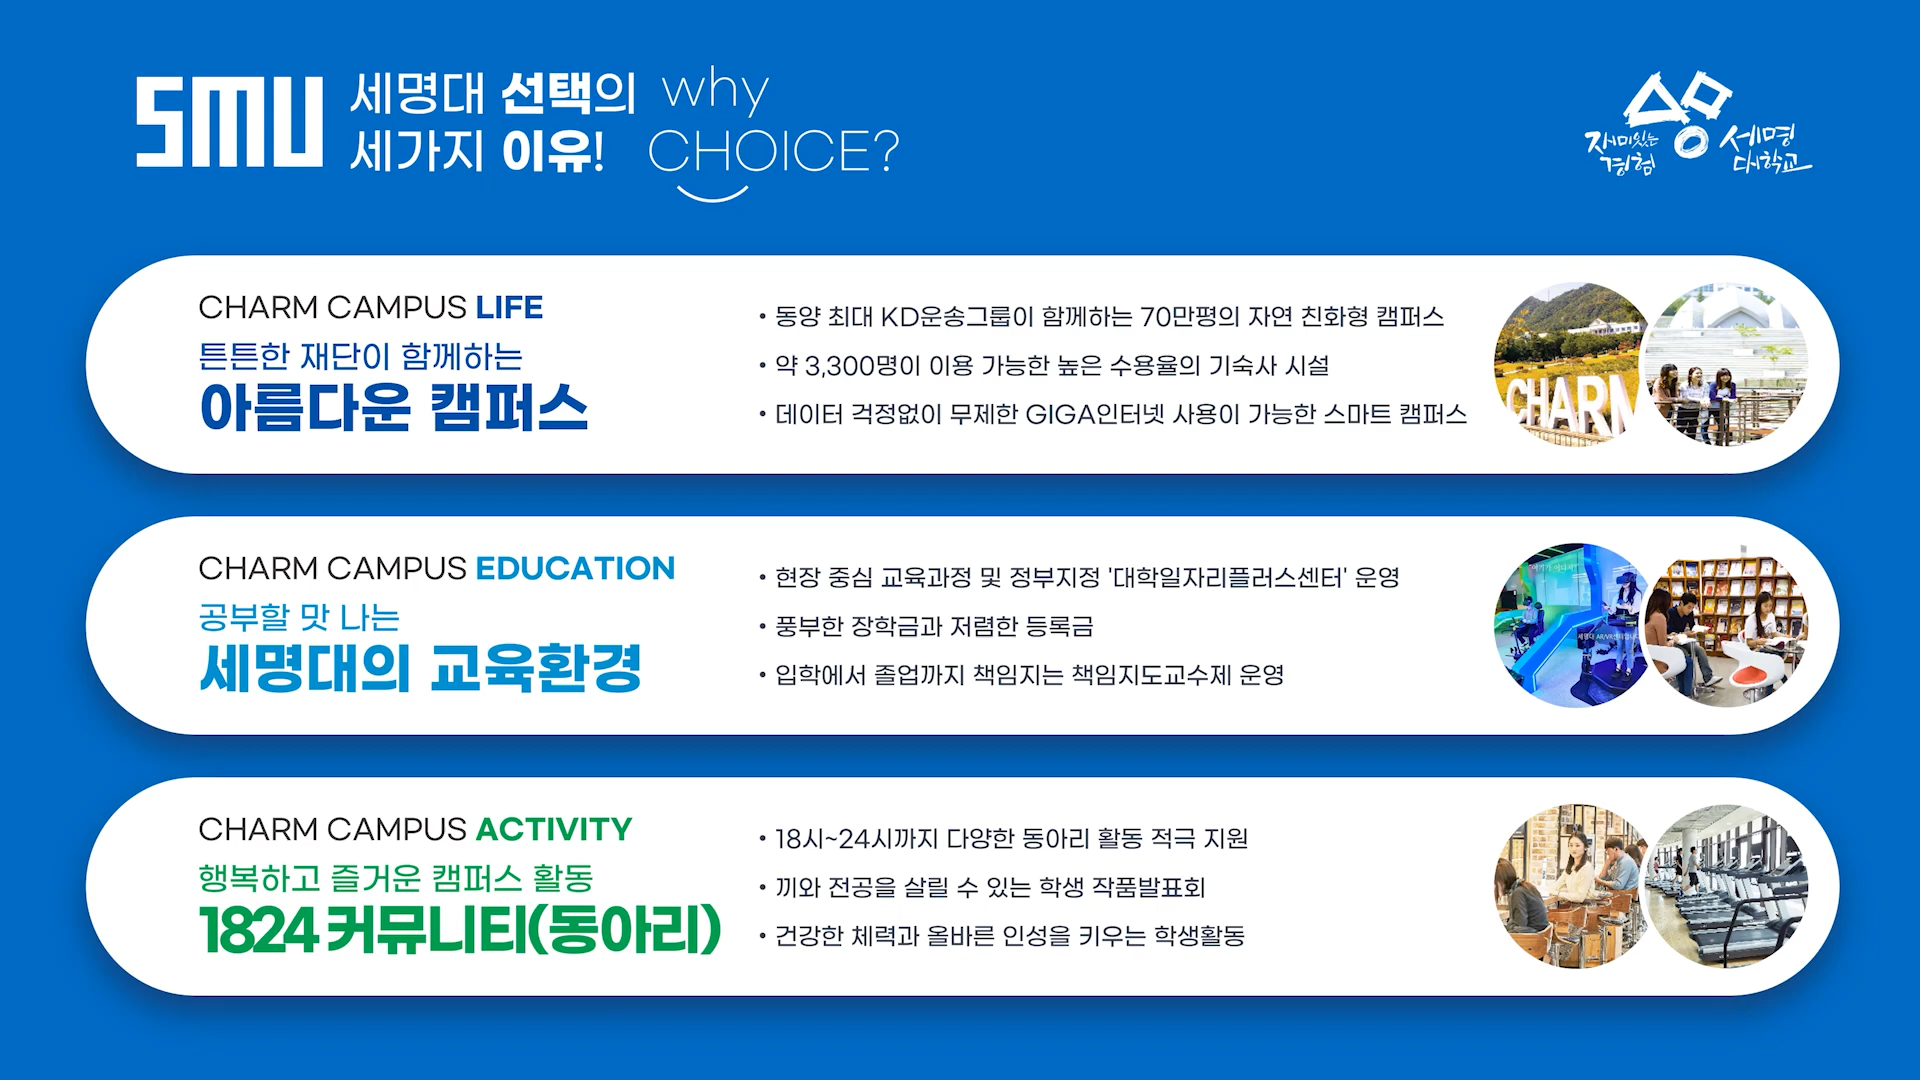 SMU
세명대 선택의
세가지 이유!
why
CHOICE?
재미있는
경험
세명
대학교
CHARM CAMPUS LIFE
튼튼한 재단이 함께하는
아름다운 캠퍼스
• 동양 최대 KD운송그룹이 함께하는 70만평의 자연 친화형 캠퍼스
• 약 3,300명이 이용 가능한 높은 수용율의 기숙사 시설
• 데이터 걱정없이 무제한 GIGA인터넷 사용이 가능한 스마트 캠퍼스
CHARM
CHARM CAMPUS EDUCATION
공부할 맛 나는
세명대의 교육환경
• 현장 중심 교육과정 및 정부지정 '대학일자리플러스센터' 운영
• 풍부한 장학금과 저렴한 등록금
• 입학에서 졸업까지 책임지는 책임지도교수제 운영
세명대 AR/VR센터입니다
CHARM CAMPUS ACTIVITY
행복하고 즐거운 캠퍼스 활동
1824 커뮤니티(동아리)
• 18시~24시까지 다양한 동아리 활동 적극 지원
• 끼와 전공을 살릴 수 있는 학생 작품발표회
• 건강한 체력과 올바른 인성을 키우는 학생활동